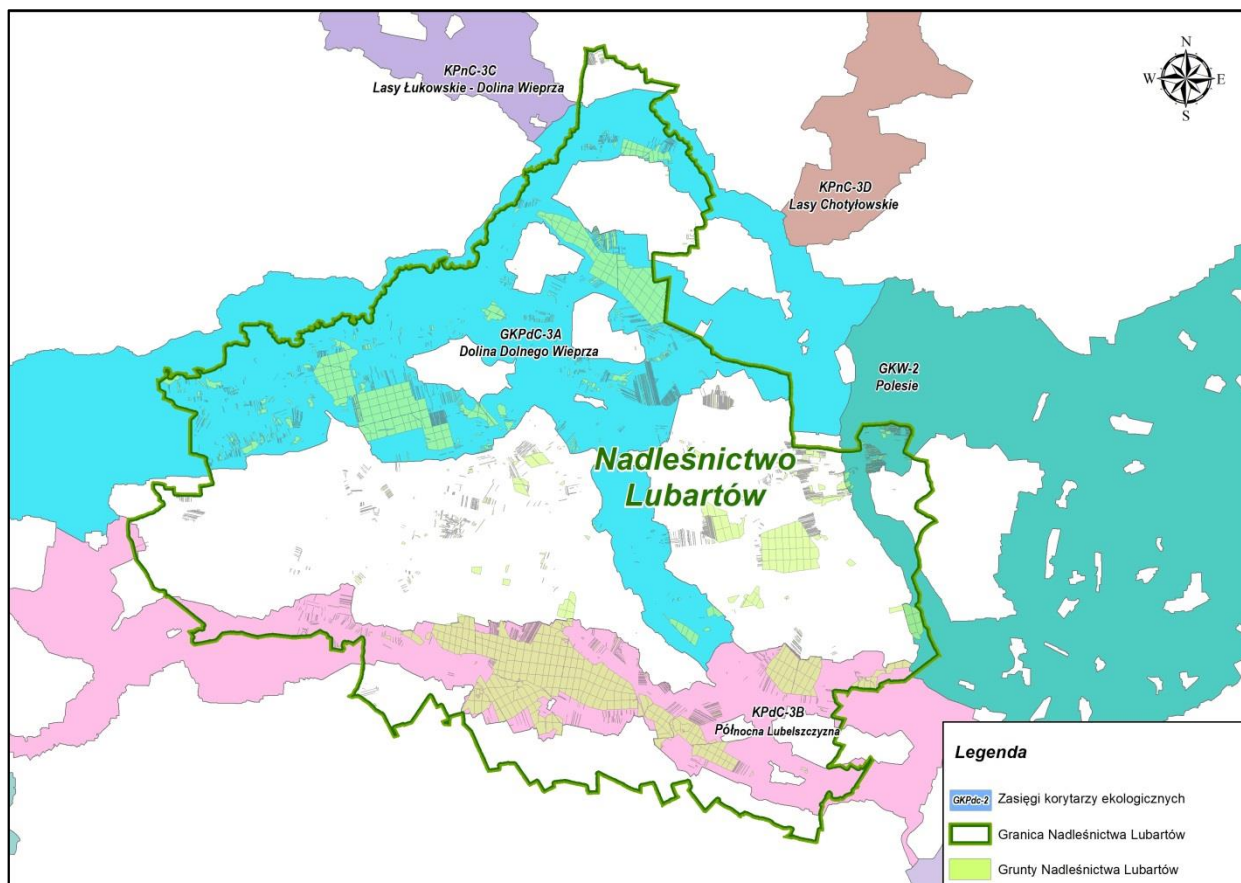 N
W E
S
KPnC-3C
Lasy Łukowskie - Dolina Wieprza
KPnC-3D
Lasy Chotyłowskie
GKPdC-3A
Dolina Dolnego Wieprza
GKW-2
Polesie
Nadleśnictwo
Lubartów
KPdC-3B
Północna Lubelszczyzna
Legenda
GKPdc-2 Zasięgi korytarzy ekologicznych
Granica Nadleśnictwa Lubartów
Grunty Nadleśnictwa Lubartów